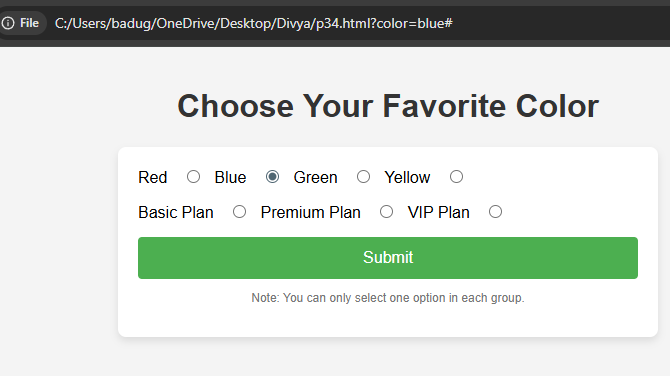 File C:/Users/badug/OneDrive/Desktop/Divya/p34.html?color=blue#
Choose Your Favorite Color
Red Blue Green Yellow
Basic Plan Premium Plan VIP Plan
Submit
Note: You can only select one option in each group.